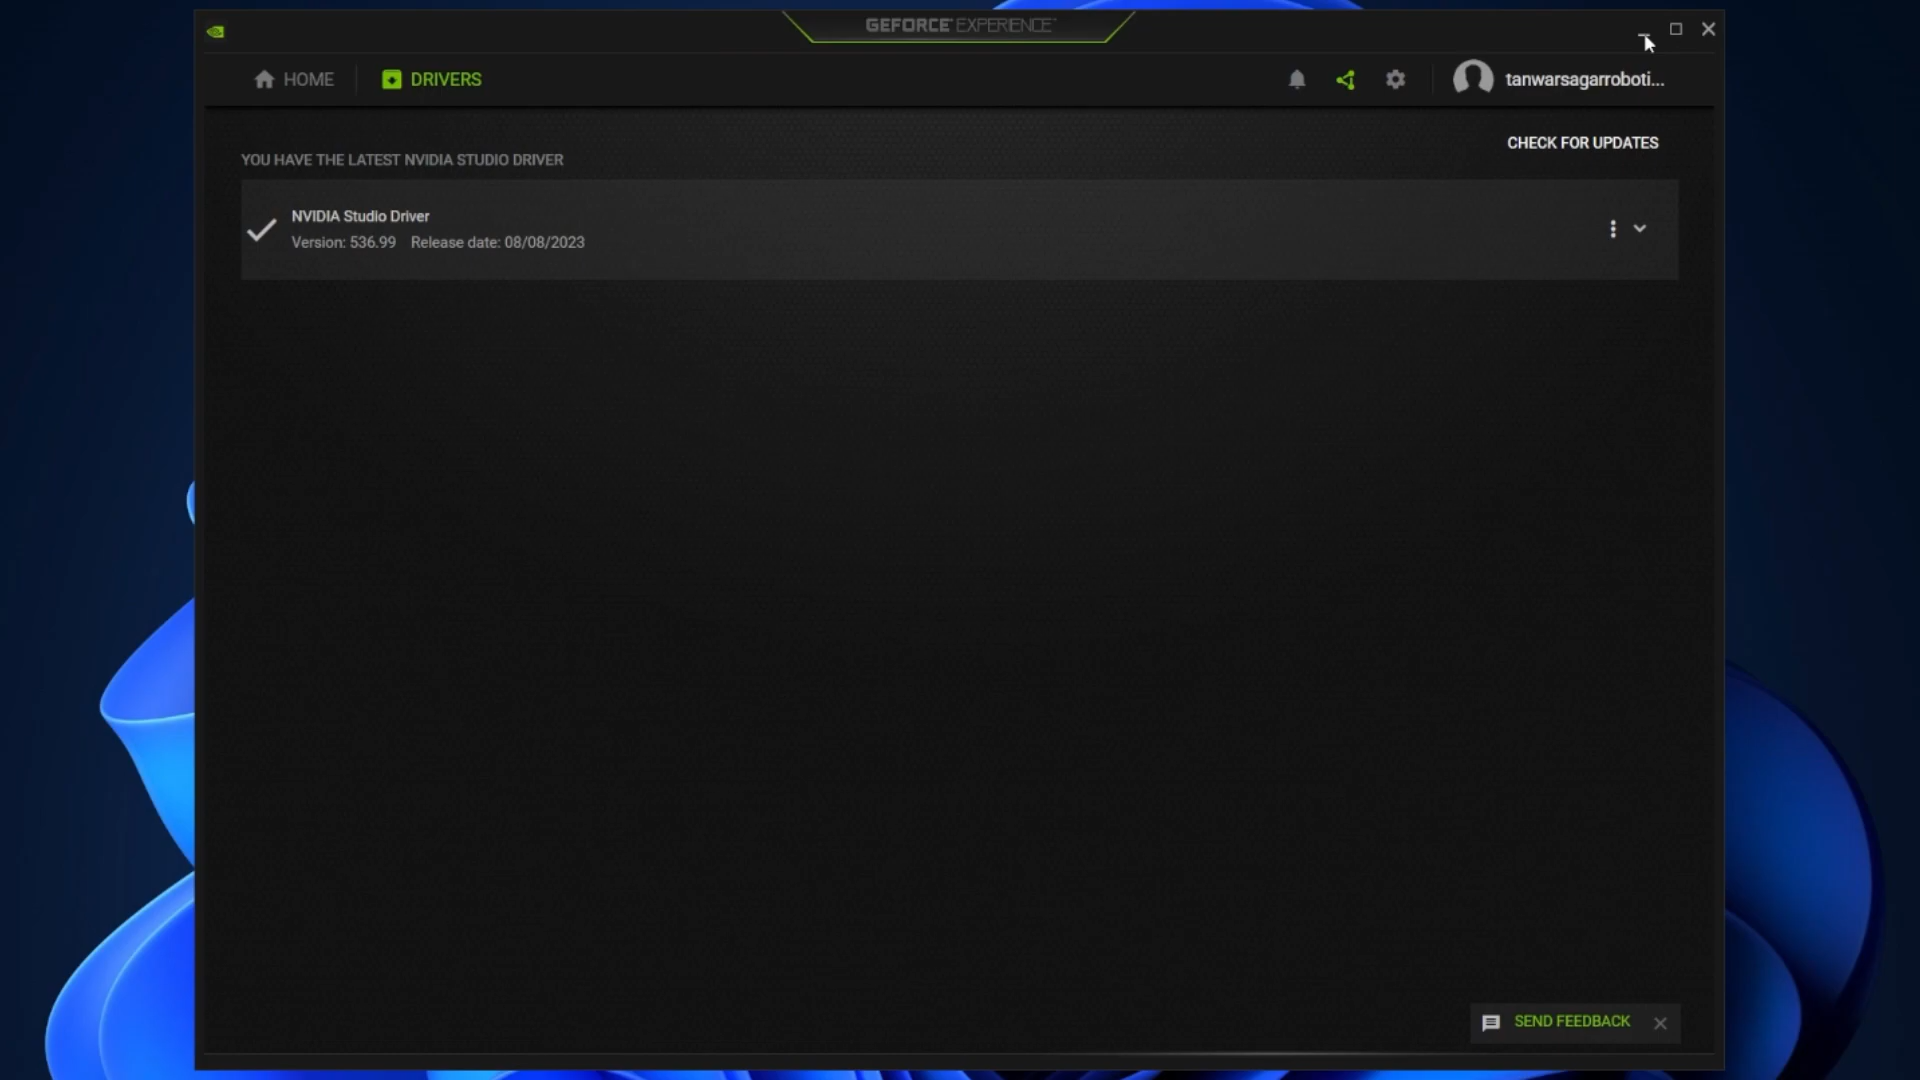 GEFORCE EXPERIENCE
HOME
DRIVERS
tanwarsagarroboti...
CHECK FOR UPDATES
YOU HAVE THE LATEST NVIDIA STUDIO DRIVER
NVIDIA Studio Driver
Version: 536.99 Release date: 08/08/2023
SEND FEEDBACK